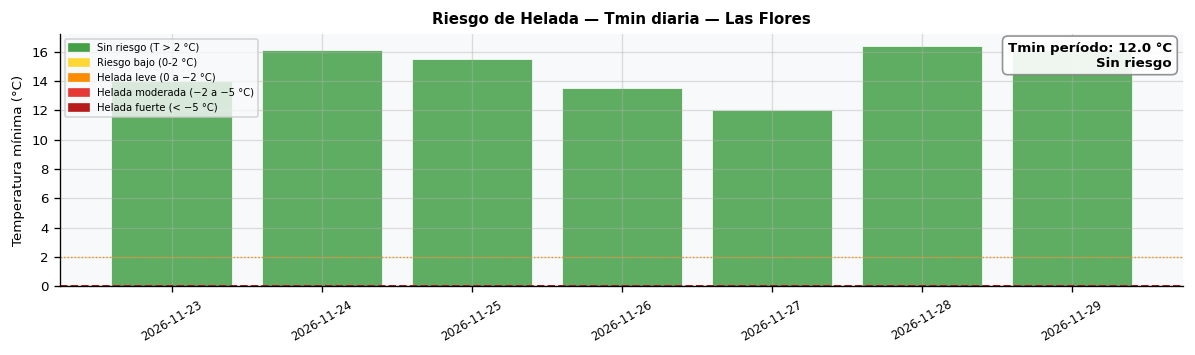 Riesgo de Helada — Tmin diaria — Las Flores
Temperatura mínima (°C)
16
14
12
10
8
6
4
2
0
Sin riesgo (T > 2 °C)
Riesgo bajo (0-2 °C)
Helada leve (0 a −2 °C)
Helada moderada (−2 a −5 °C)
Helada fuerte (< −5 °C)
Tmin período: 12.0 °C
Sin riesgo
2026-11-23
2026-11-24
2026-11-25
2026-11-26
2026-11-27
2026-11-28
2026-11-29